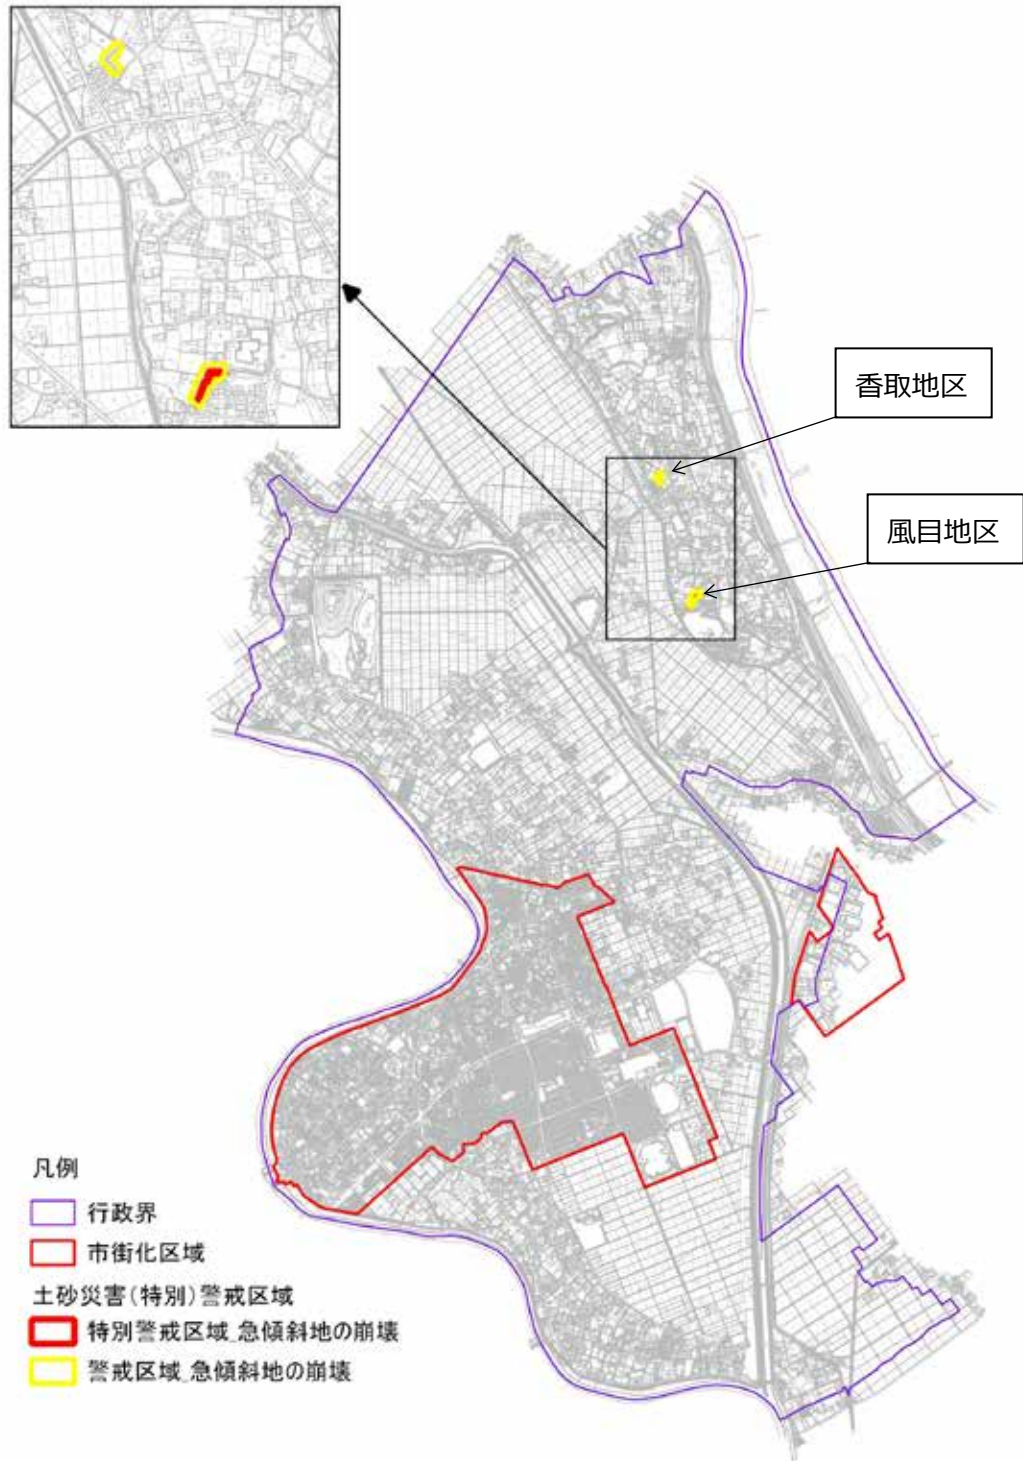 香取地区
風目地区
凡例
行政界
市街化区域
土砂災害(特別)警戒区域
特別警戒区域_急傾斜地の崩壊
警戒区域_急傾斜地の崩壊